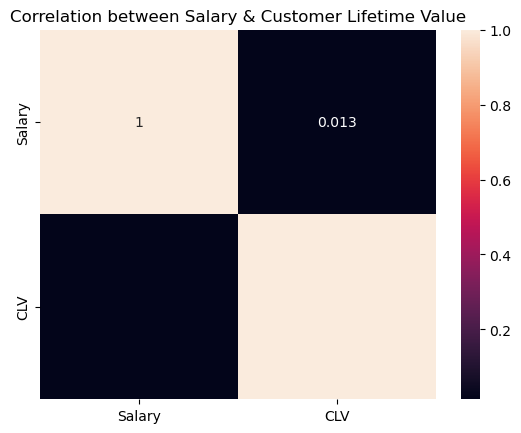 Correlation between Salary & Customer Lifetime Value
Salary
1
0.013
CLV
Salary
CLV
1.0
0.8
0.6
0.4
0.2